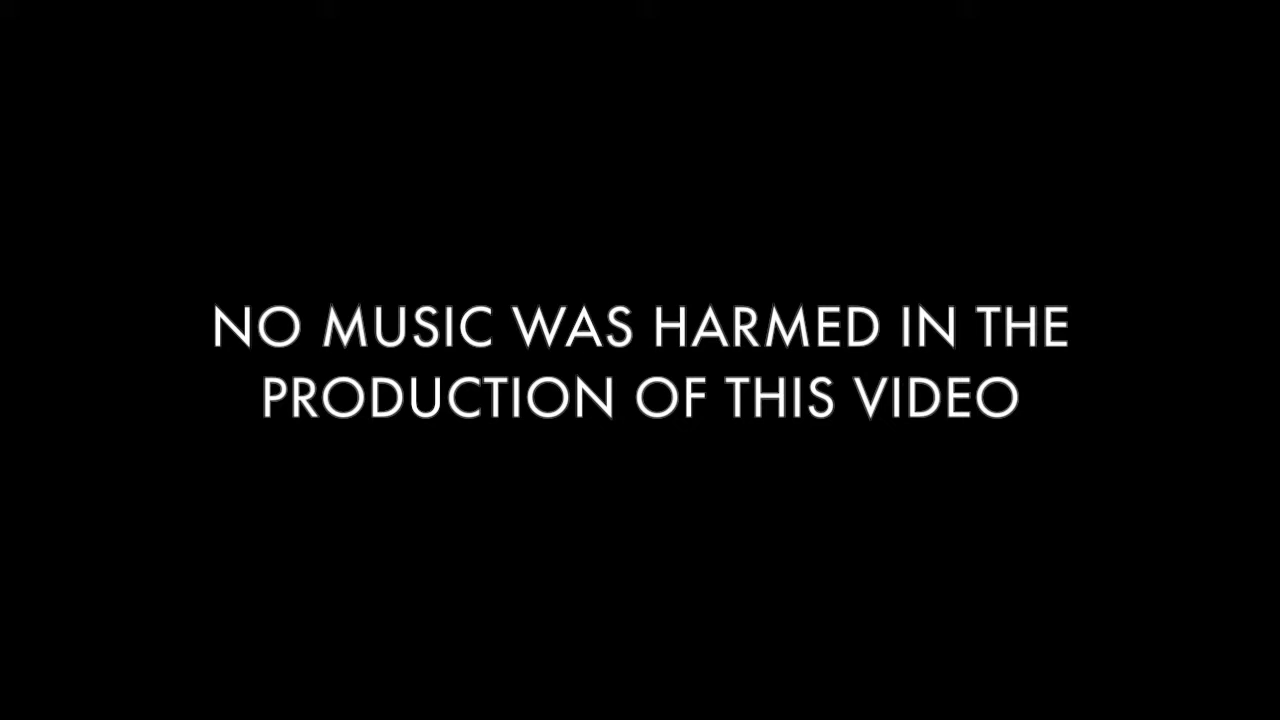 NO MUSIC WAS HARMED IN THE
PRODUCTION OF THIS VIDEO